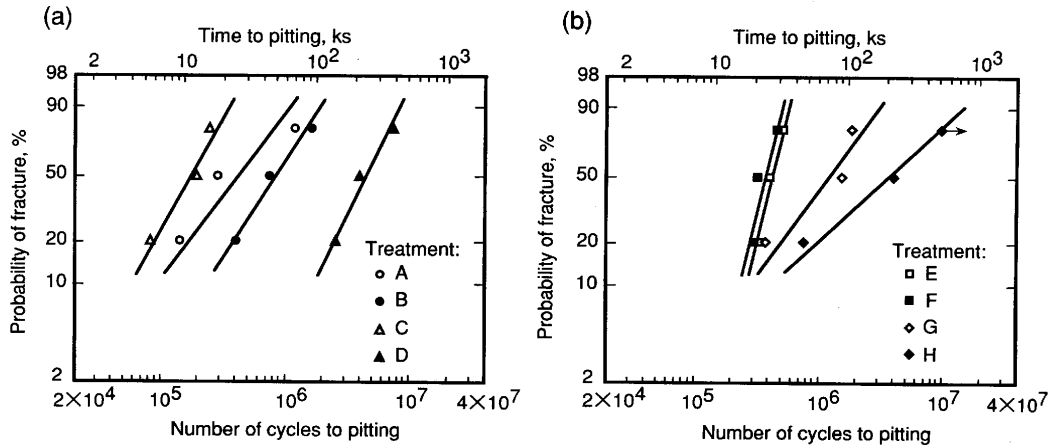 (a)
Time to pitting, ks
2 10 10² 10³
98
90
50
20
10
2
Probability of fracture, %
Treatment:
A
B
C
D
2×10⁴ 10⁵ 10⁶ 10⁷ 4×10⁷
Number of cycles to pitting
(b)
Time to pitting, ks
2 10 10² 10³
98
90
50
20
10
2
Probability of fracture, %
Treatment:
E
F
G
H
2×10⁴ 10⁵ 10⁶ 10⁷ 4×10⁷
Number of cycles to pitting